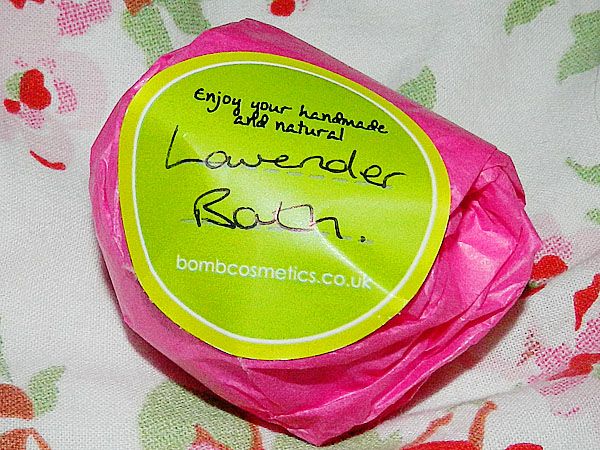 Enjoy your handmade
and natural
Lavender
Bath.
bombcosmetics.co.uk